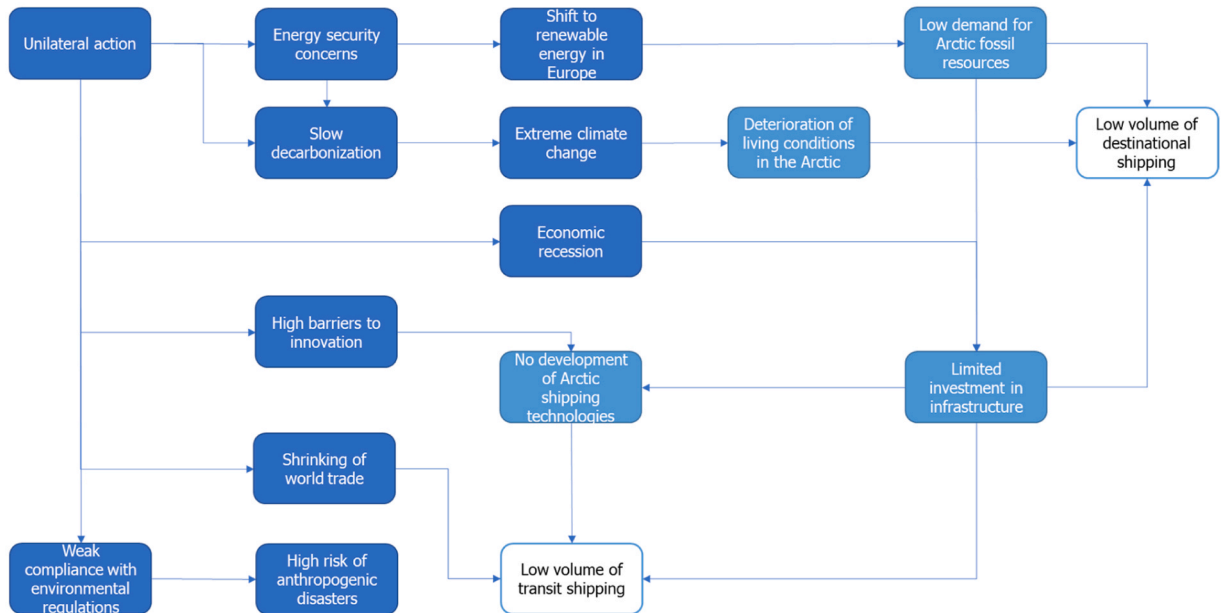 Unilateral action
Energy security
concerns
Shift to
renewable
energy in
Europe
Low demand for
Arctic fossil
resources
Slow
decarbonization
Extreme climate
change
Deterioration of
living conditions
in the Arctic
Low volume of
destinational
shipping
Economic
recession
High barriers to
innovation
No development
of Arctic
shipping
technologies
Limited
investment in
infrastructure
Shrinking of
world trade
Weak
compliance with
environmental
regulations
High risk of
anthropogenic
disasters
Low volume of
transit shipping